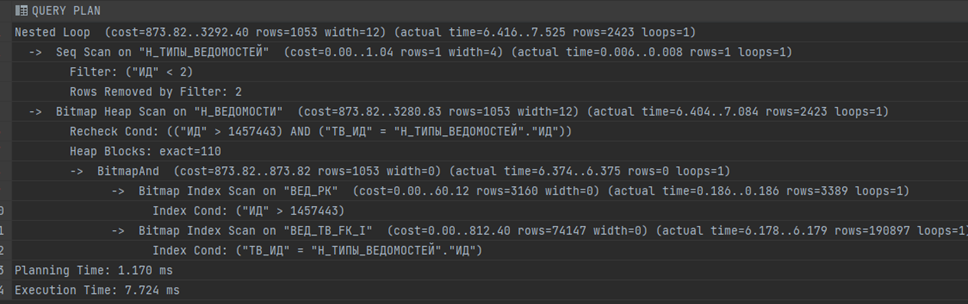 QUERY PLAN
Nested Loop  (cost=873.82..3292.40 rows=1053 width=12) (actual time=6.416..7.525 rows=2423 loops=1)
  ->  Seq Scan on "Н_ТИПЫ_ВЕДОМОСТЕЙ"  (cost=0.00..1.04 rows=1 width=4) (actual time=0.006..0.008 rows=1 loops=1)
        Filter: ("ИД" < 2)
        Rows Removed by Filter: 2
  ->  Bitmap Heap Scan on "Н_ВЕДОМОСТИ"  (cost=873.82..3280.83 rows=1053 width=12) (actual time=6.404..7.084 rows=2423 loops=1)
        Recheck Cond: (("ИД" > 1457443) AND ("ТВ_ИД" = "Н_ТИПЫ_ВЕДОМОСТЕЙ"."ИД"))
        Heap Blocks: exact=110
        ->  BitmapAnd  (cost=873.82..873.82 rows=1053 width=0) (actual time=6.374..6.375 rows=0 loops=1)
              ->  Bitmap Index Scan on "ВЕД_PK"  (cost=0.00..60.12 rows=3160 width=0) (actual time=0.186..0.186 rows=3389 loops=1)
0                   Index Cond: ("ИД" > 1457443)
1             ->  Bitmap Index Scan on "ВЕД_ТВ_FK_I"  (cost=0.00..812.40 rows=74147 width=0) (actual time=6.178..6.179 rows=190897 loops=1)
2                   Index Cond: ("ТВ_ИД" = "Н_ТИПЫ_ВЕДОМОСТЕЙ"."ИД")
3 Planning Time: 1.170 ms
4 Execution Time: 7.724 ms